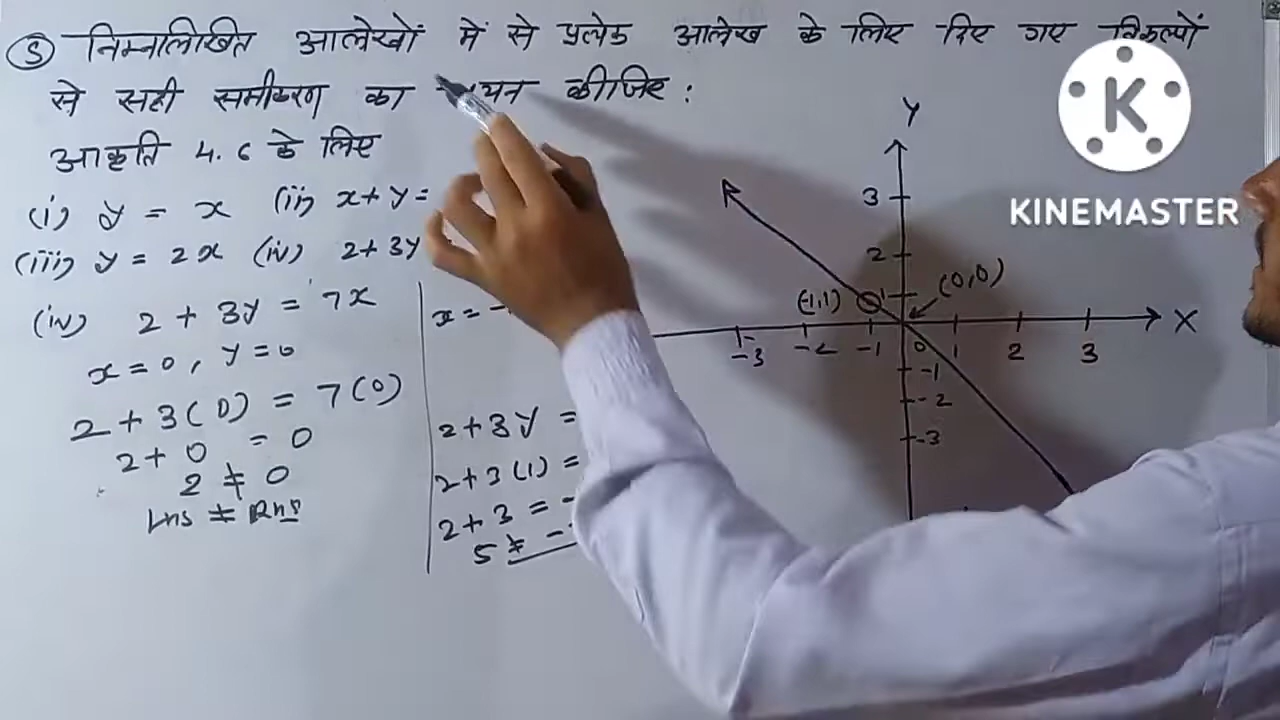 (5) निम्नलिखित आलेखों में से प्रत्येक आलेख के लिए दिए गए विकल्पों
से सही समीकरण का चयन कीजिए :
आकृति 4.6 के लिए
(i) y = x (ii) x+y=
(iii) y = 2x (iv) 2+3y
(iv) 2 + 3y = 7x
x=0, y=0
2+3(0) = 7(0)
2+0 = 0
2 ≠ 0
Lhs ≠ Rhs
x = -
2+3y =
2+3(1) =
2+3 = -
5 ≠ -
Y
3
2
1
(-1,1)
(0,0)
X
-3 -2 -1 0 1 2 3
-1
-2
-3
K
KINEMASTER